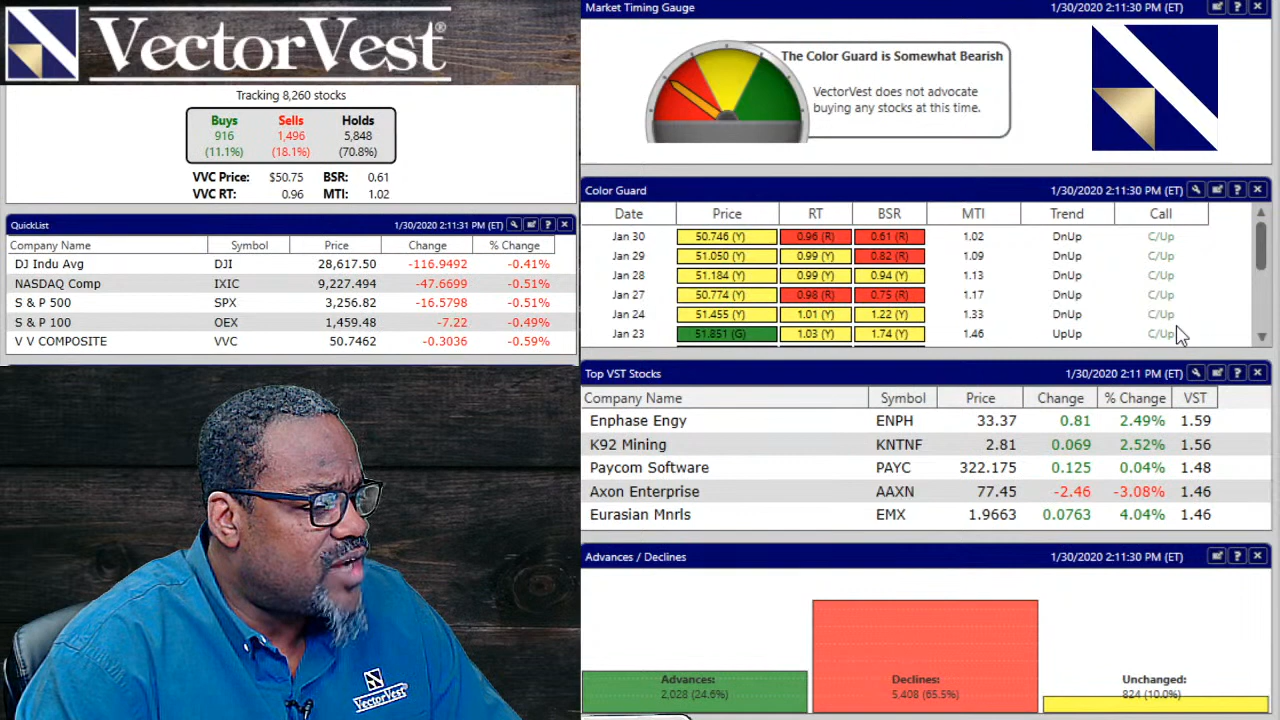 VectorVest®
Tracking 8,260 stocks
Buys Sells Holds
916 1,496 5,848
(11.1%) (18.1%) (70.8%)
VVC Price: $50.75 BSR: 0.61
VVC RT: 0.96 MTI: 1.02
QuickList 1/30/2020 2:11:31 PM (ET) ?
Company Name Symbol Price Change % Change
DJ Indu Avg DJI 28,617.50 -116.9492 -0.41%
NASDAQ Comp IXIC 9,227.494 -47.6699 -0.51%
S & P 500 SPX 3,256.82 -16.5798 -0.51%
S & P 100 OEX 1,459.48 -7.22 -0.49%
V V COMPOSITE VVC 50.7462 -0.3036 -0.59%
VectorVest
Market Timing Gauge 1/30/2020 2:11:30 PM (ET) ?
The Color Guard is Somewhat Bearish
VectorVest does not advocate
buying any stocks at this time.
Color Guard 1/30/2020 2:11:30 PM (ET) ?
Date Price RT BSR MTI Trend Call
Jan 30 50.746 (Y) 0.96 (R) 0.61 (R) 1.02 DnUp C/Up
Jan 29 51.050 (Y) 0.99 (Y) 0.82 (R) 1.09 DnUp C/Up
Jan 28 51.184 (Y) 0.99 (Y) 0.94 (Y) 1.13 DnUp C/Up
Jan 27 50.774 (Y) 0.98 (R) 0.75 (R) 1.17 DnUp C/Up
Jan 24 51.455 (Y) 1.01 (Y) 1.22 (Y) 1.33 DnUp C/Up
Jan 23 51.851 (G) 1.03 (Y) 1.74 (Y) 1.46 UpUp C/Up
Top VST Stocks 1/30/2020 2:11 PM (ET) ?
Company Name Symbol Price Change % Change VST
Enphase Engy ENPH 33.37 0.81 2.49% 1.59
K92 Mining KNTNF 2.81 0.069 2.52% 1.56
Paycom Software PAYC 322.175 0.125 0.04% 1.48
Axon Enterprise AAXN 77.45 -2.46 -3.08% 1.46
Eurasian Mnrls EMX 1.9663 0.0763 4.04% 1.46
Advances / Declines 1/30/2020 2:11:30 PM (ET) ?
Advances: Declines: Unchanged:
2,028 (24.6%) 5,408 (65.5%) 824 (10.0%)